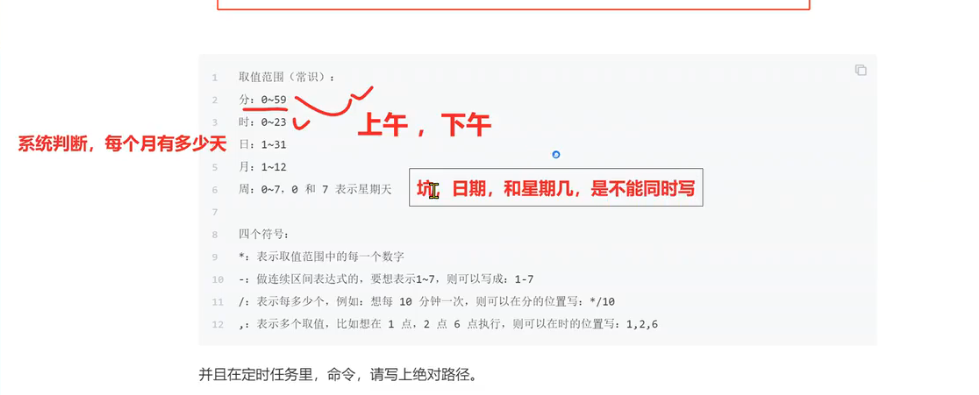 1 取值范围（常识）：
2 分：0~59
3 时：0~23
上午，下午
系统判断，每个月有多少天
日：1~31
5 月：1~12
6 周：0~7，0 和 7 表示星期天
坑，日期，和星期几，是不能同时写
7
8 四个符号：
9 *：表示取值范围中的每一个数字
10 -：做连续区间表达式的，要想表示1~7，则可以写成：1-7
11 /：表示每多少个，例如：想每 10 分钟一次，则可以在分的位置写：*/10
12 ,：表示多个取值，比如想在 1 点，2 点 6 点执行，则可以在时的位置写：1,2,6
并且在定时任务里，命令，请写上绝对路径。